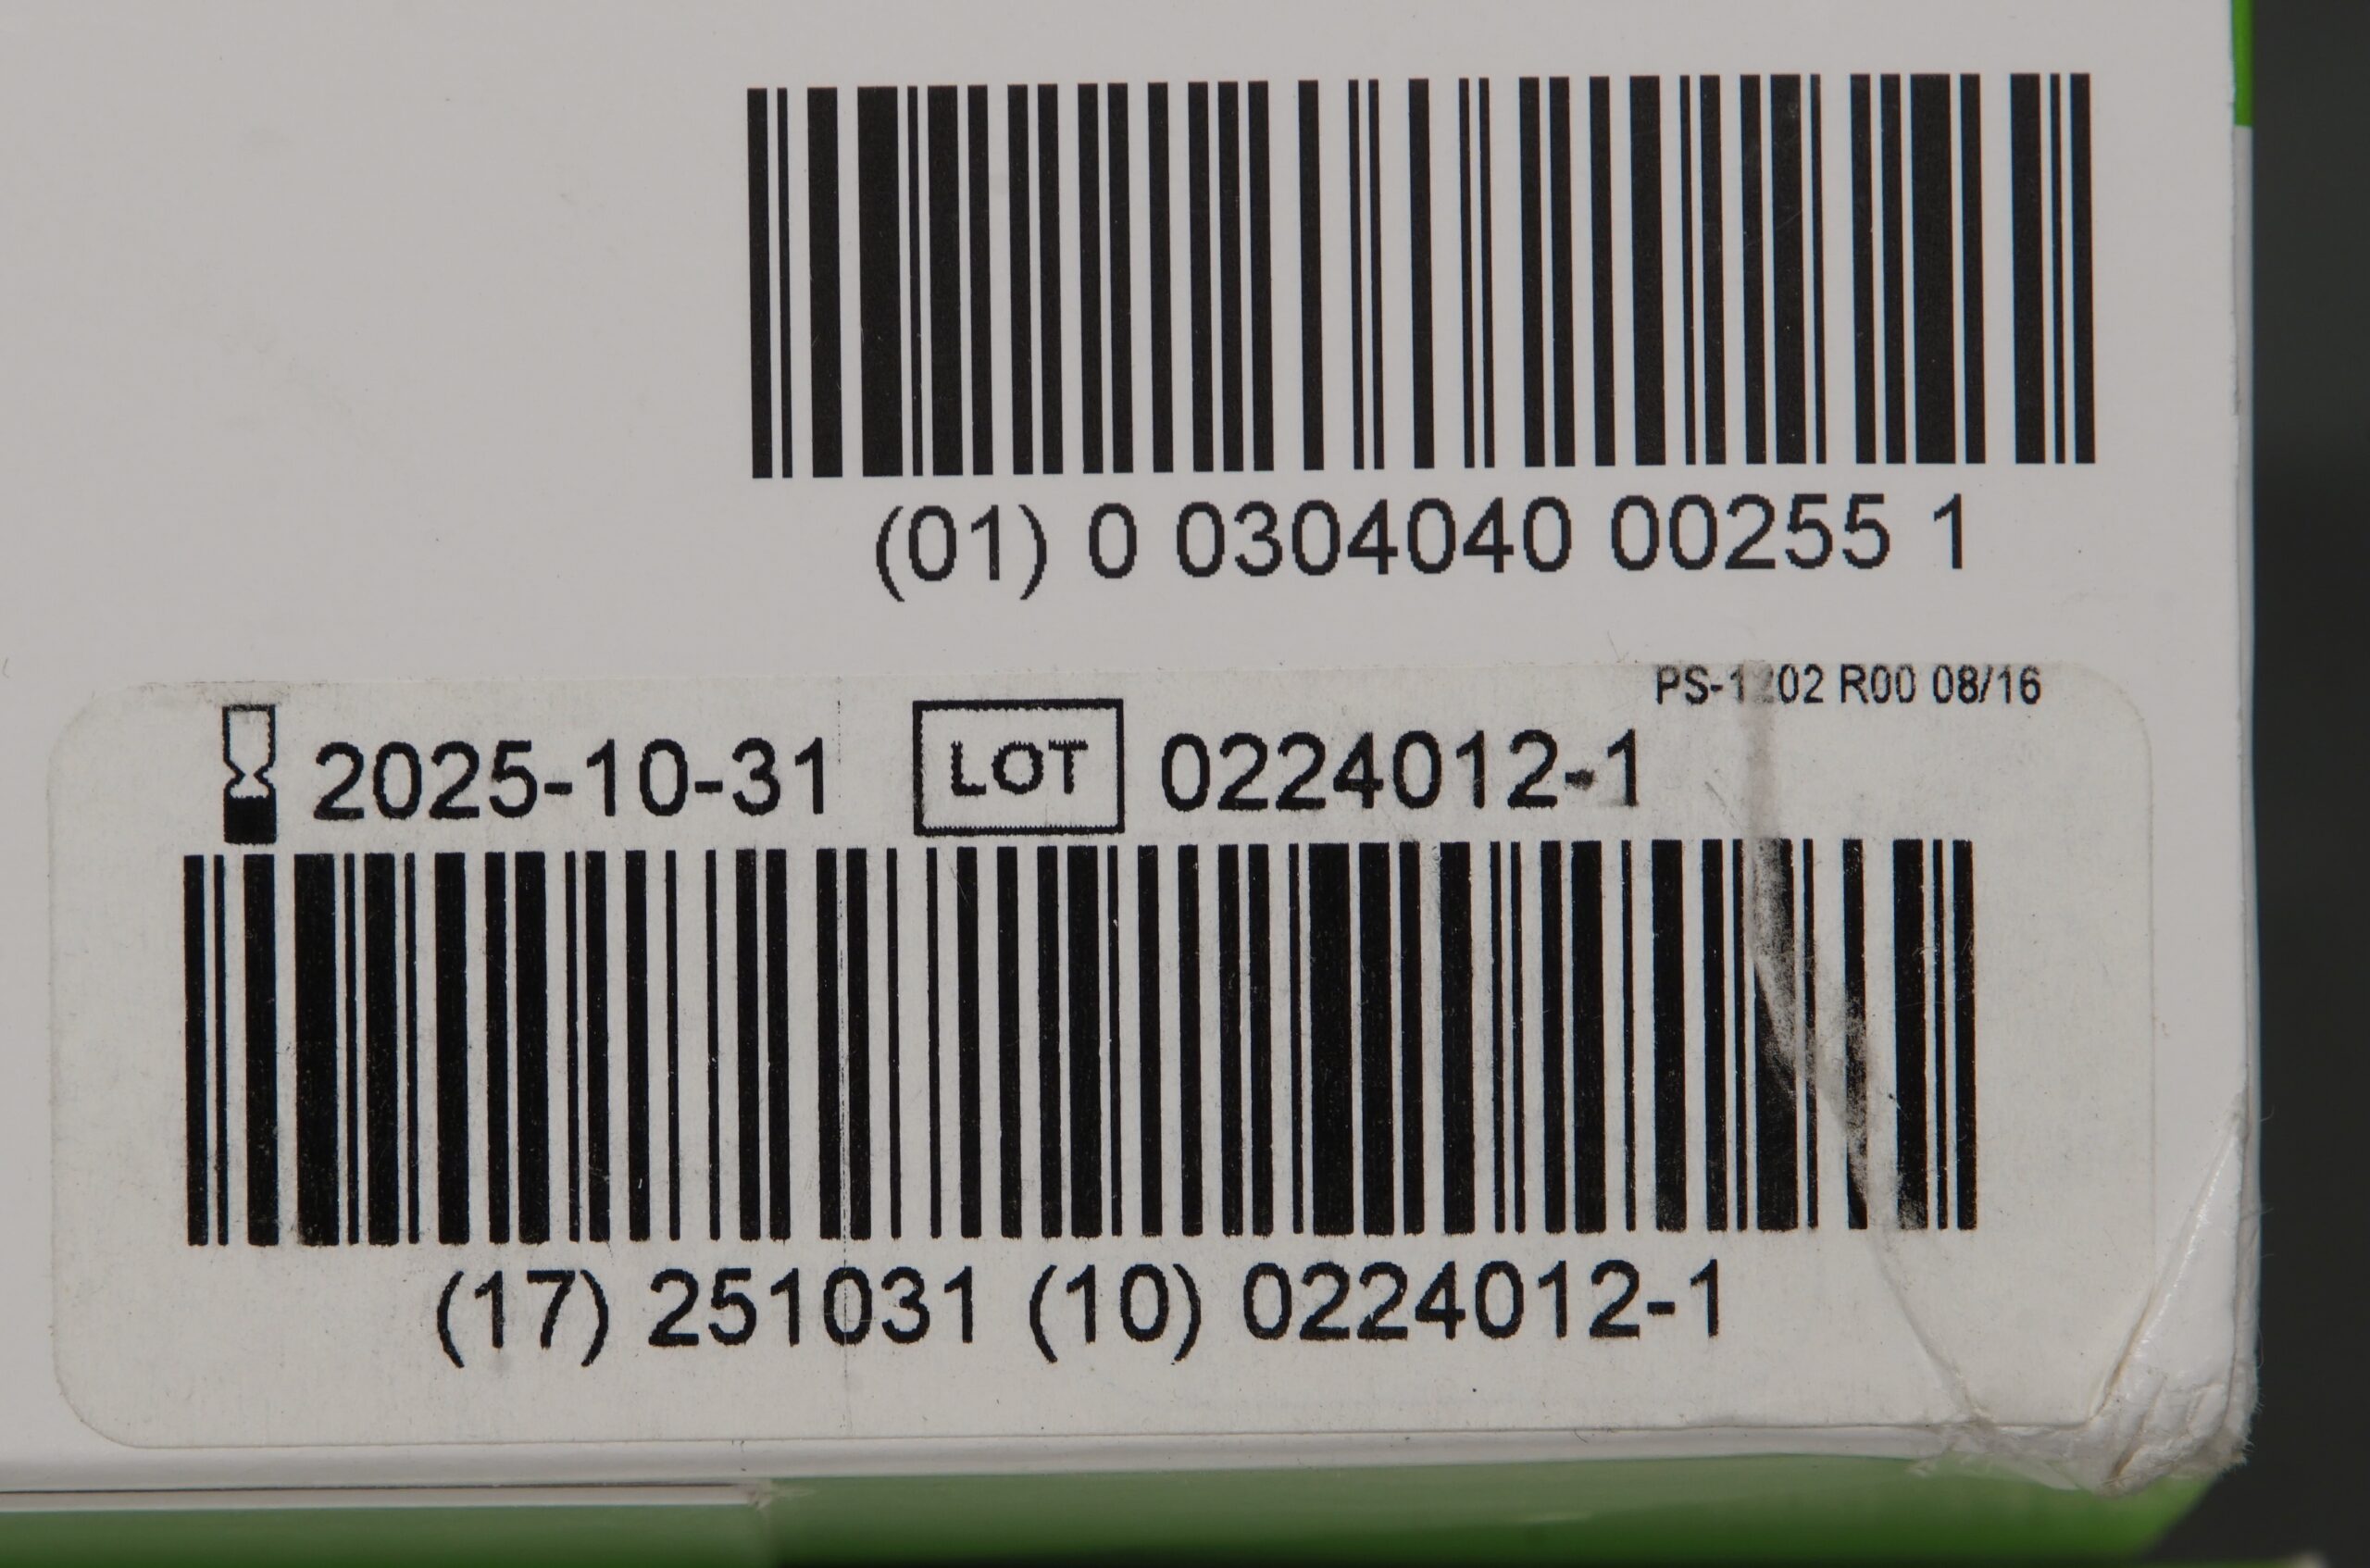 (01) 0 0304040 00255 1
PS-1202 R00 08/16
2025-10-31 LOT 0224012-1
(17) 251031 (10) 0224012-1